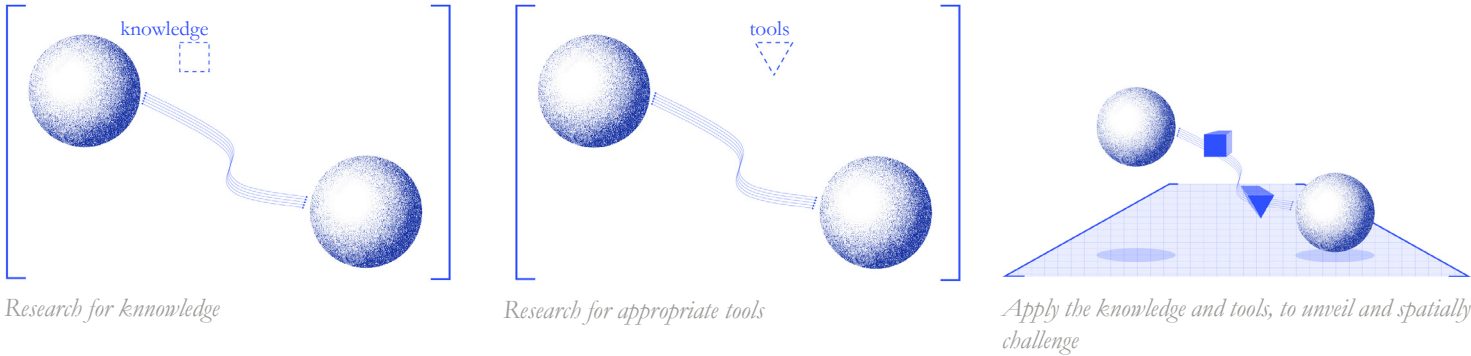 knowledge
tools
Research for knnowledge
Research for appropriate tools
Apply the knowledge and tools, to unveil and spatially
challenge